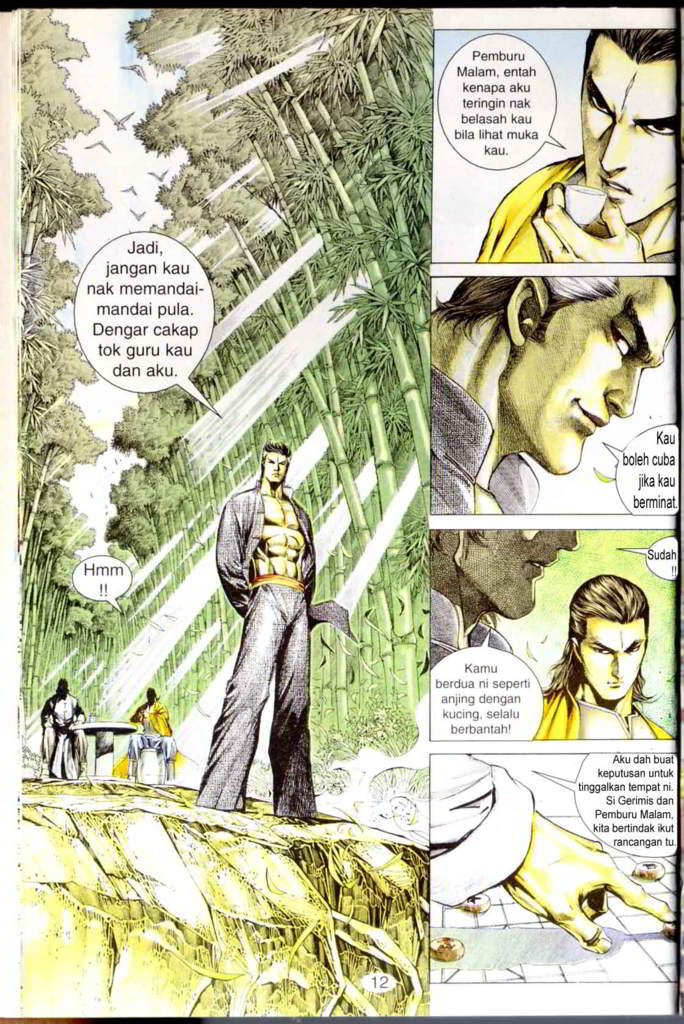 Jadi,
jangan kau
nak memandai-
mandai pula.
Dengar cakap
tok guru kau
dan aku.
Hmm
!!
Pemburu
Malam, entah
kenapa aku
teringin nak
belasah kau
bila lihat muka
kau.
Kau
boleh cuba
jika kau
berminat.
Sudah
!!
Kamu
berdua ni seperti
anjing dengan
kucing, selalu
berbantah!
Aku dah buat
keputusan untuk
tinggalkan tempat ni.
Si Gerimis dan
Pemburu Malam,
kita bertindak ikut
rancangan tu.
12